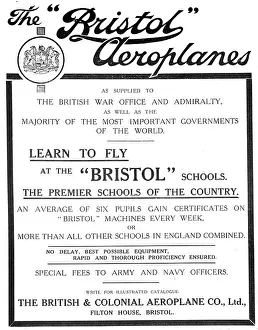 The "Bristol"
Aeroplanes
AS SUPPLIED TO
THE BRITISH WAR OFFICE AND ADMIRALTY,
AS WELL AS THE
MAJORITY OF THE MOST IMPORTANT GOVERNMENTS
OF THE WORLD.
LEARN TO FLY
AT THE "BRISTOL" SCHOOLS.
THE PREMIER SCHOOLS OF THE COUNTRY.
AN AVERAGE OF SIX PUPILS GAIN CERTIFICATES ON
"BRISTOL" MACHINES EVERY WEEK,
OR
MORE THAN ALL OTHER SCHOOLS IN ENGLAND COMBINED.
NO DELAY, BEST POSSIBLE EQUIPMENT,
RAPID AND THOROUGH PROFICIENCY ENSURED.
SPECIAL FEES TO ARMY AND NAVY OFFICERS.
WRITE FOR ILLUSTRATED CATALOGUE:
THE BRITISH & COLONIAL AEROPLANE CO., Ltd.,
FILTON HOUSE, BRISTOL.